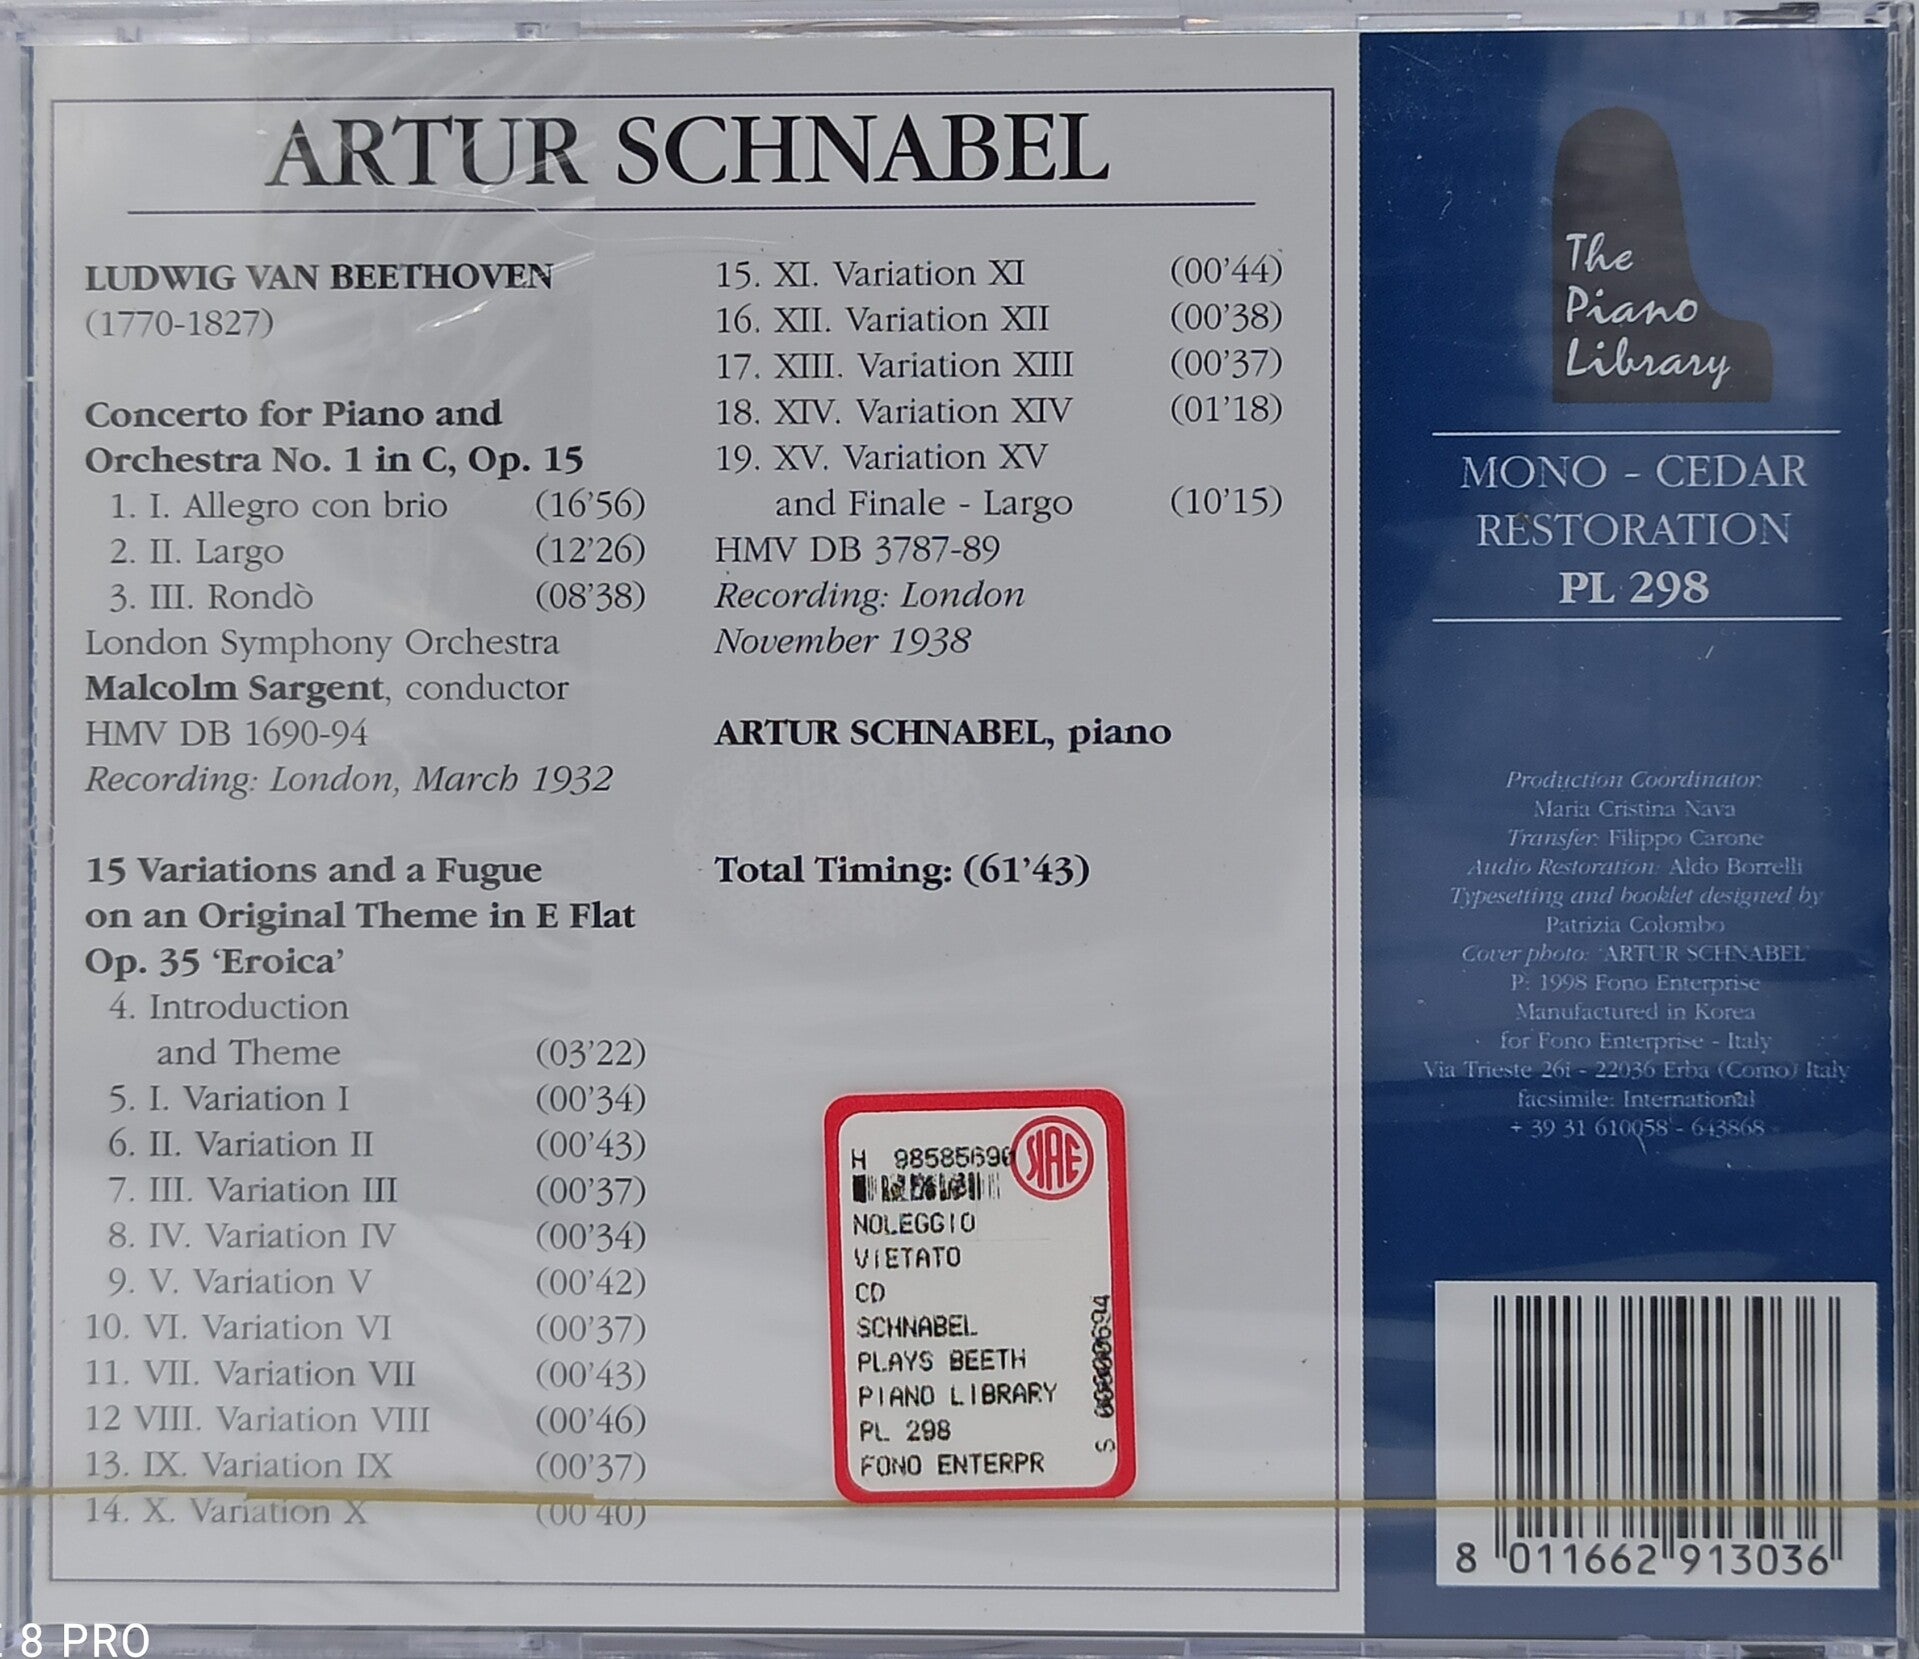 ARTUR SCHNABEL
LUDWIG VAN BEETHOVEN
(1770-1827)
Concerto for Piano and
Orchestra No. 1 in C, Op. 15
1. I. Allegro con brio (16'56)
2. II. Largo (12'26)
3. III. Rondò (08'38)
London Symphony Orchestra
Malcolm Sargent, conductor
HMV DB 1690-94
Recording: London, March 1932
15 Variations and a Fugue
on an Original Theme in E Flat
Op. 35 ‘Eroica’
4. Introduction
and Theme (03'22)
5. I. Variation I (00'34)
6. II. Variation II (00'43)
7. III. Variation III (00'37)
8. IV. Variation IV (00'34)
9. V. Variation V (00'42)
10. VI. Variation VI (00'37)
11. VII. Variation VII (00'43)
12 VIII. Variation VIII (00'46)
13. IX. Variation IX (00'37)
14. X. Variation X (00'40)
15. XI. Variation XI (00'44)
16. XII. Variation XII (00'38)
17. XIII. Variation XIII (00'37)
18. XIV. Variation XIV (01'18)
19. XV. Variation XV
and Finale - Largo (10'15)
HMV DB 3787-89
Recording: London
November 1938
ARTUR SCHNABEL, piano
Total Timing: (61'43)
H 98585690
SIAE
NOLEGGIO
VIETATO
CD
SCHNABEL
PLAYS BEETH
PIANO LIBRARY
PL 298
FONO ENTERPR
The
Piano
Library
MONO - CEDAR
RESTORATION
PL 298
Production Coordinator:
Maria Cristina Nava
Transfer: Filippo Carone
Audio Restoration: Aldo Borrelli
Typesetting and booklet designed by
Patrizia Colombo
Cover photo: 'ARTUR SCHNABEL'
P: 1998 Fono Enterprise
Manufactured in Korea
for Fono Enterprise - Italy
Via Trieste 26i - 22036 Erba (Como) Italy
facsimile: International
+ 39 31 610058 - 643868
8 011662 913036
8 PRO